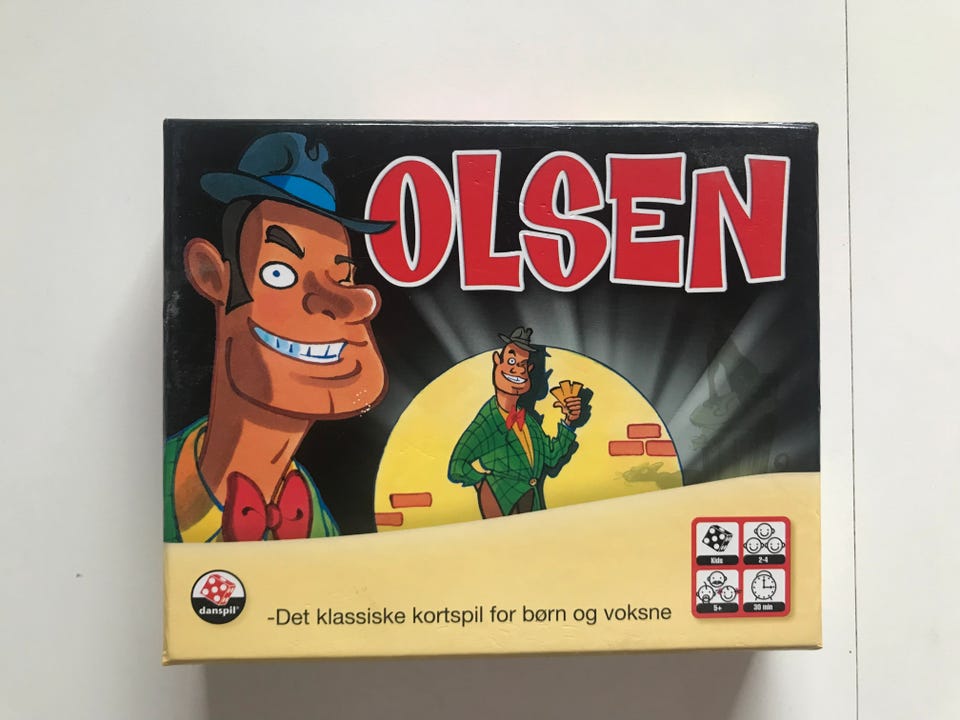 OLSEN
danspil
-Det klassiske kortspil for børn og voksne
Kids
2-4
5+
30 min